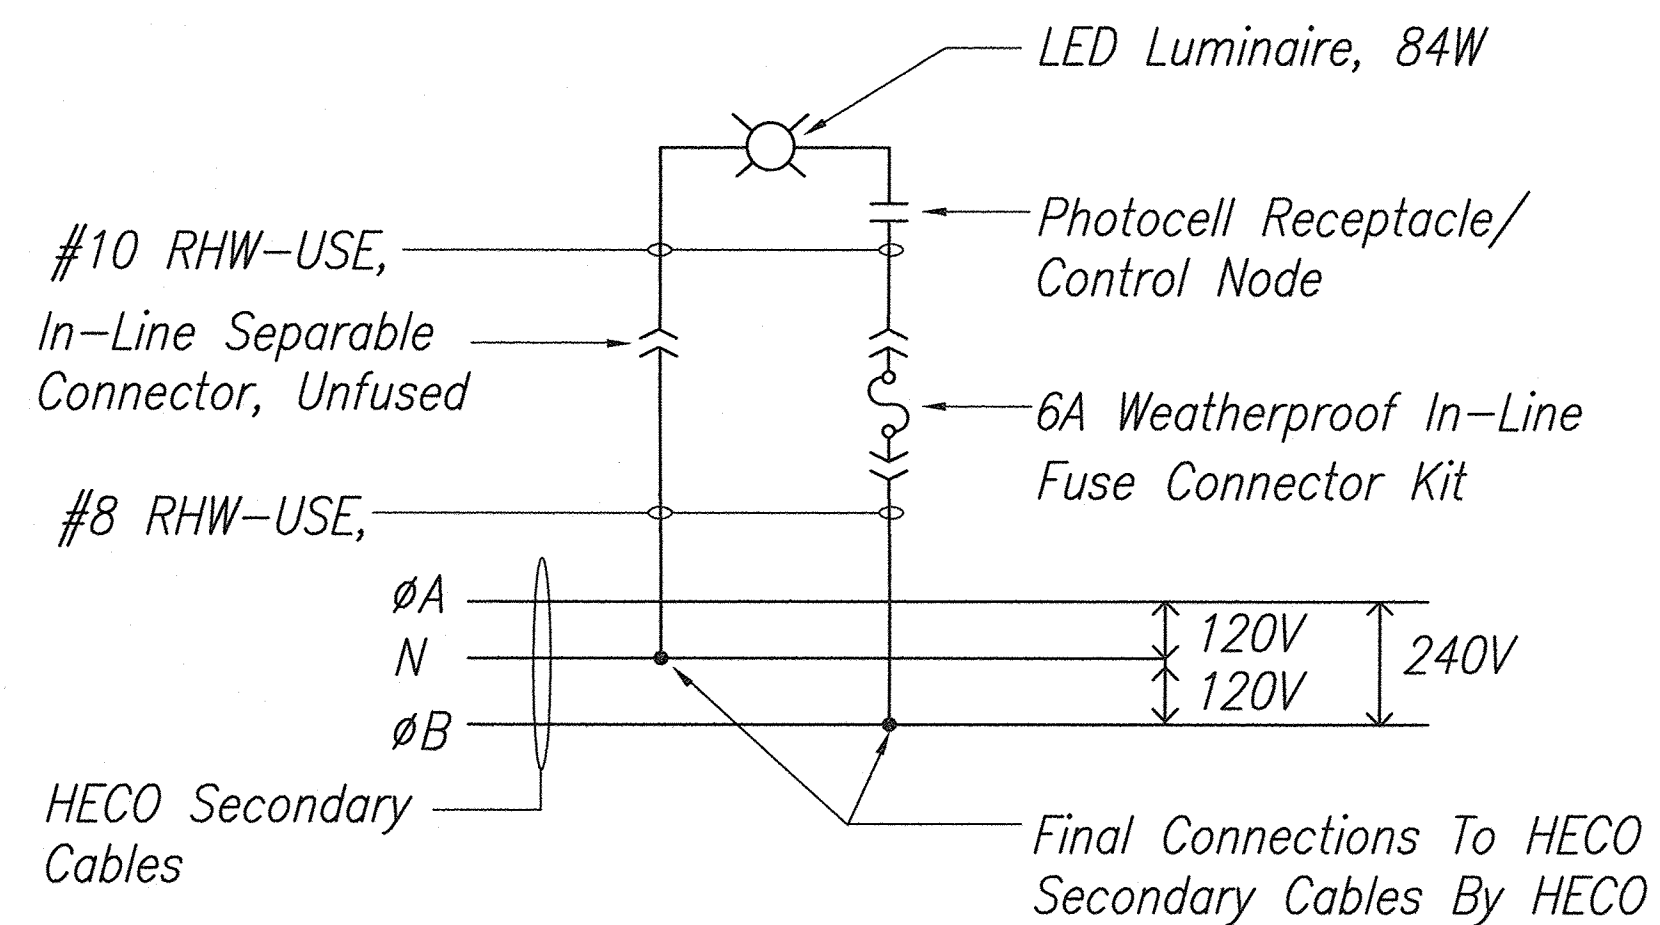 LED Luminaire, 84W
Photocell Receptacle/
Control Node
#10 RHW-USE,
In-Line Separable
Connector, Unfused
6A Weatherproof In-Line
Fuse Connector Kit
#8 RHW-USE,
øA
N
øB
120V
120V
240V
HECO Secondary
Cables
Final Connections To HECO
Secondary Cables By HECO